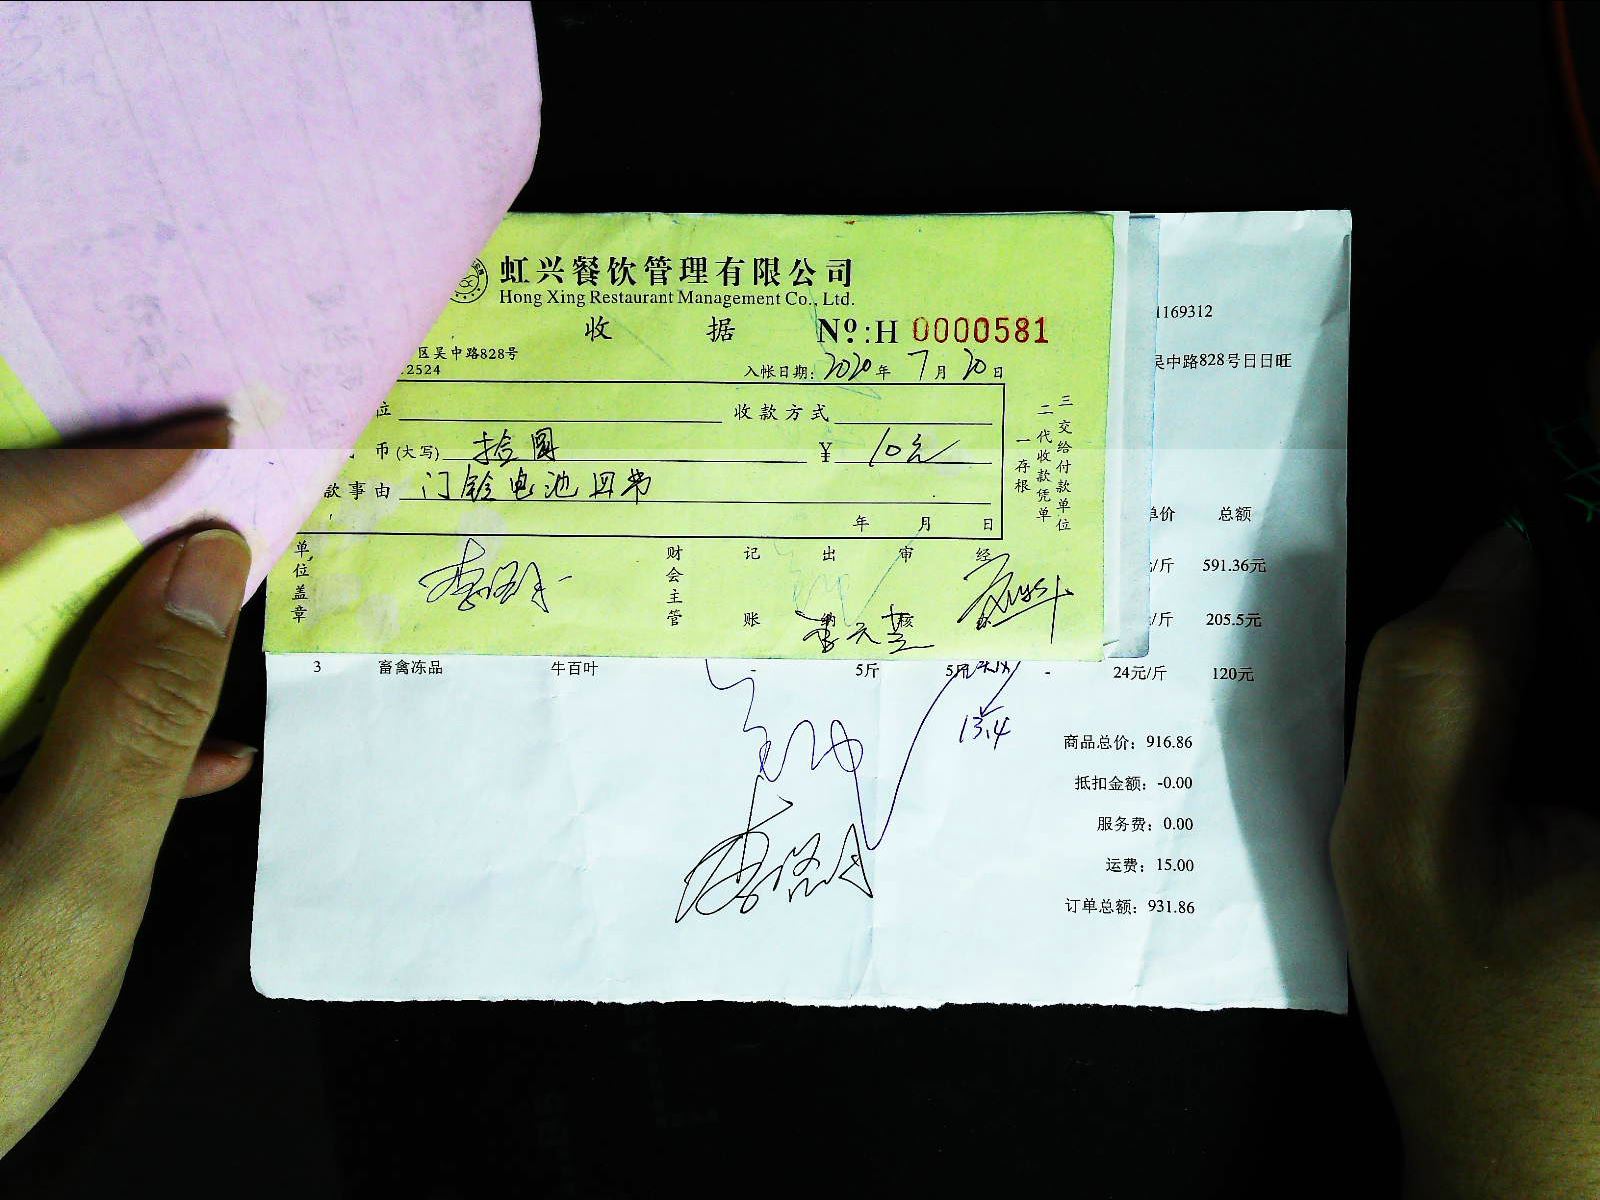 虹兴餐饮管理有限公司
Hong Xing Restaurant Management Co., Ltd.
收 据 Nº:H 0000581
区吴中路828号
.2524 入帐日期: 2020年 7月 20日
位 收款方式
币(大写) 拾圆 ¥ 10元
款事由 门铃电池四节
年 月 日
一存根
二代收款凭单
三交给付款单位
单位盖章 财会主管 记账 出纳 审核 经
1169312
吴中路828号日日旺
单价 总额
/斤 591.36元
/斤 205.5元
3 畜禽冻品 牛百叶 - 5斤 5斤 - 24元/斤 120元
13.4
商品总价: 916.86
抵扣金额: -0.00
服务费: 0.00
运费: 15.00
订单总额: 931.86